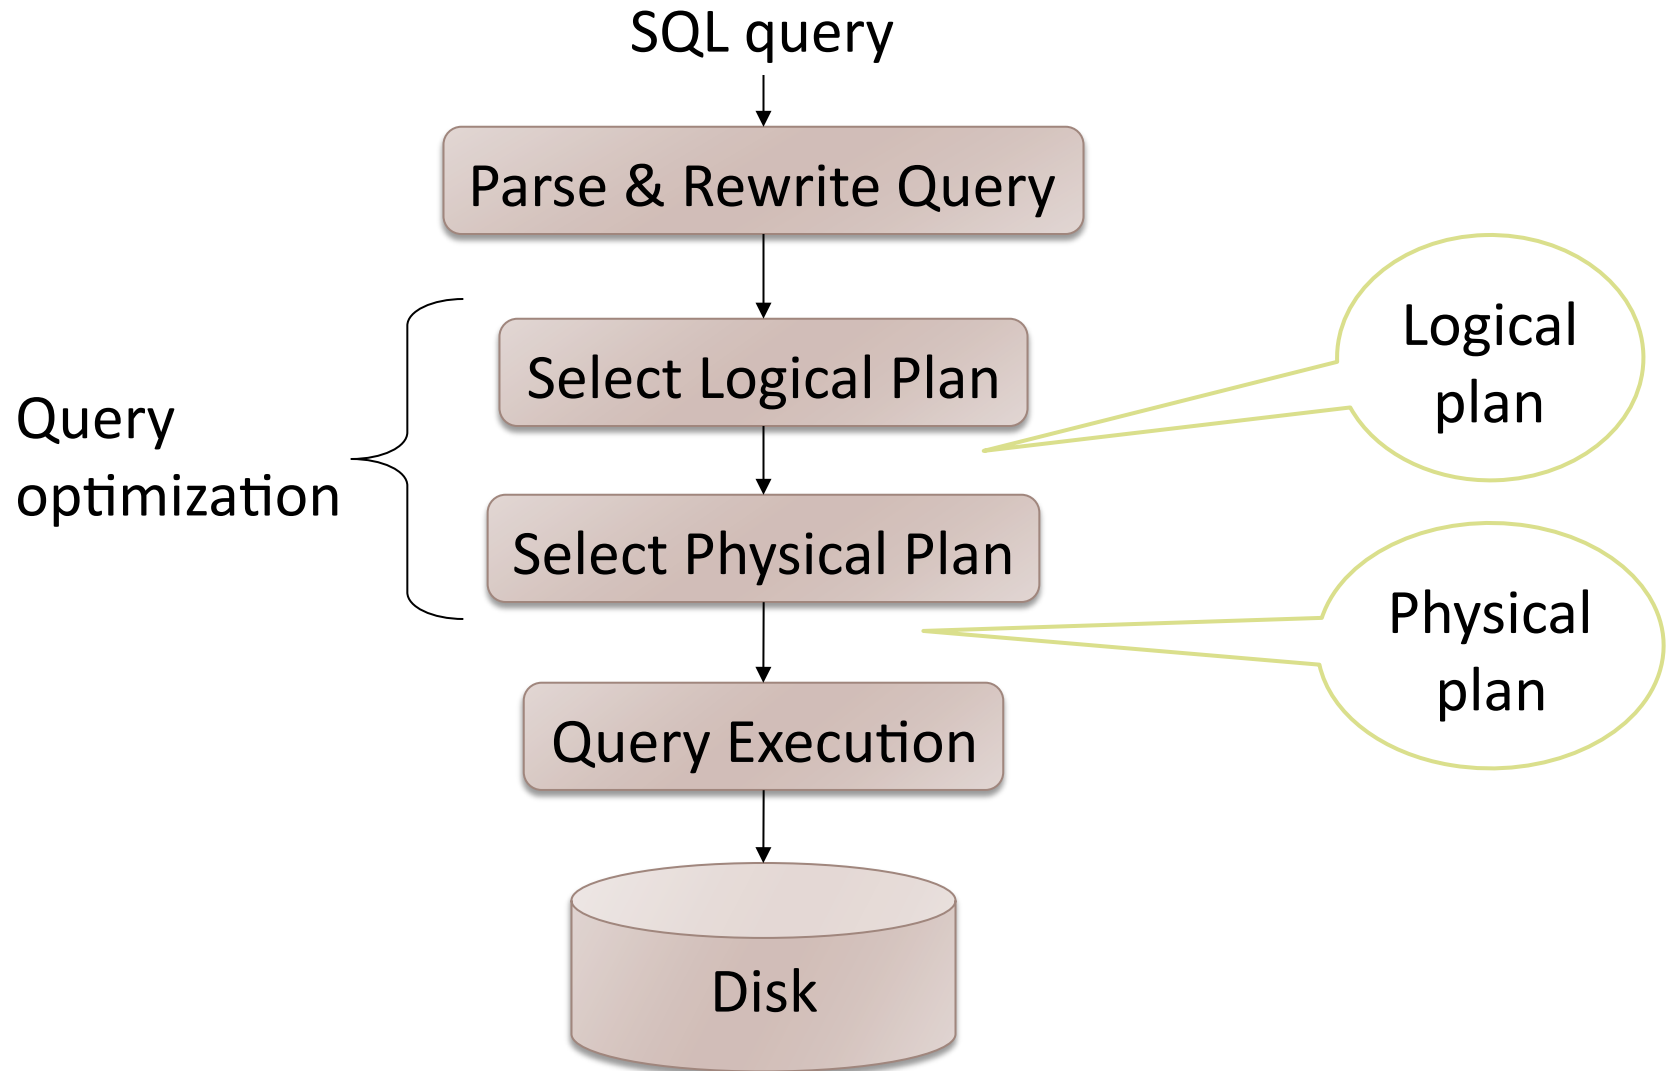 SQL query
Parse & Rewrite Query
Select Logical Plan
Logical
plan
Query
optimization
Select Physical Plan
Physical
plan
Query Execution
Disk